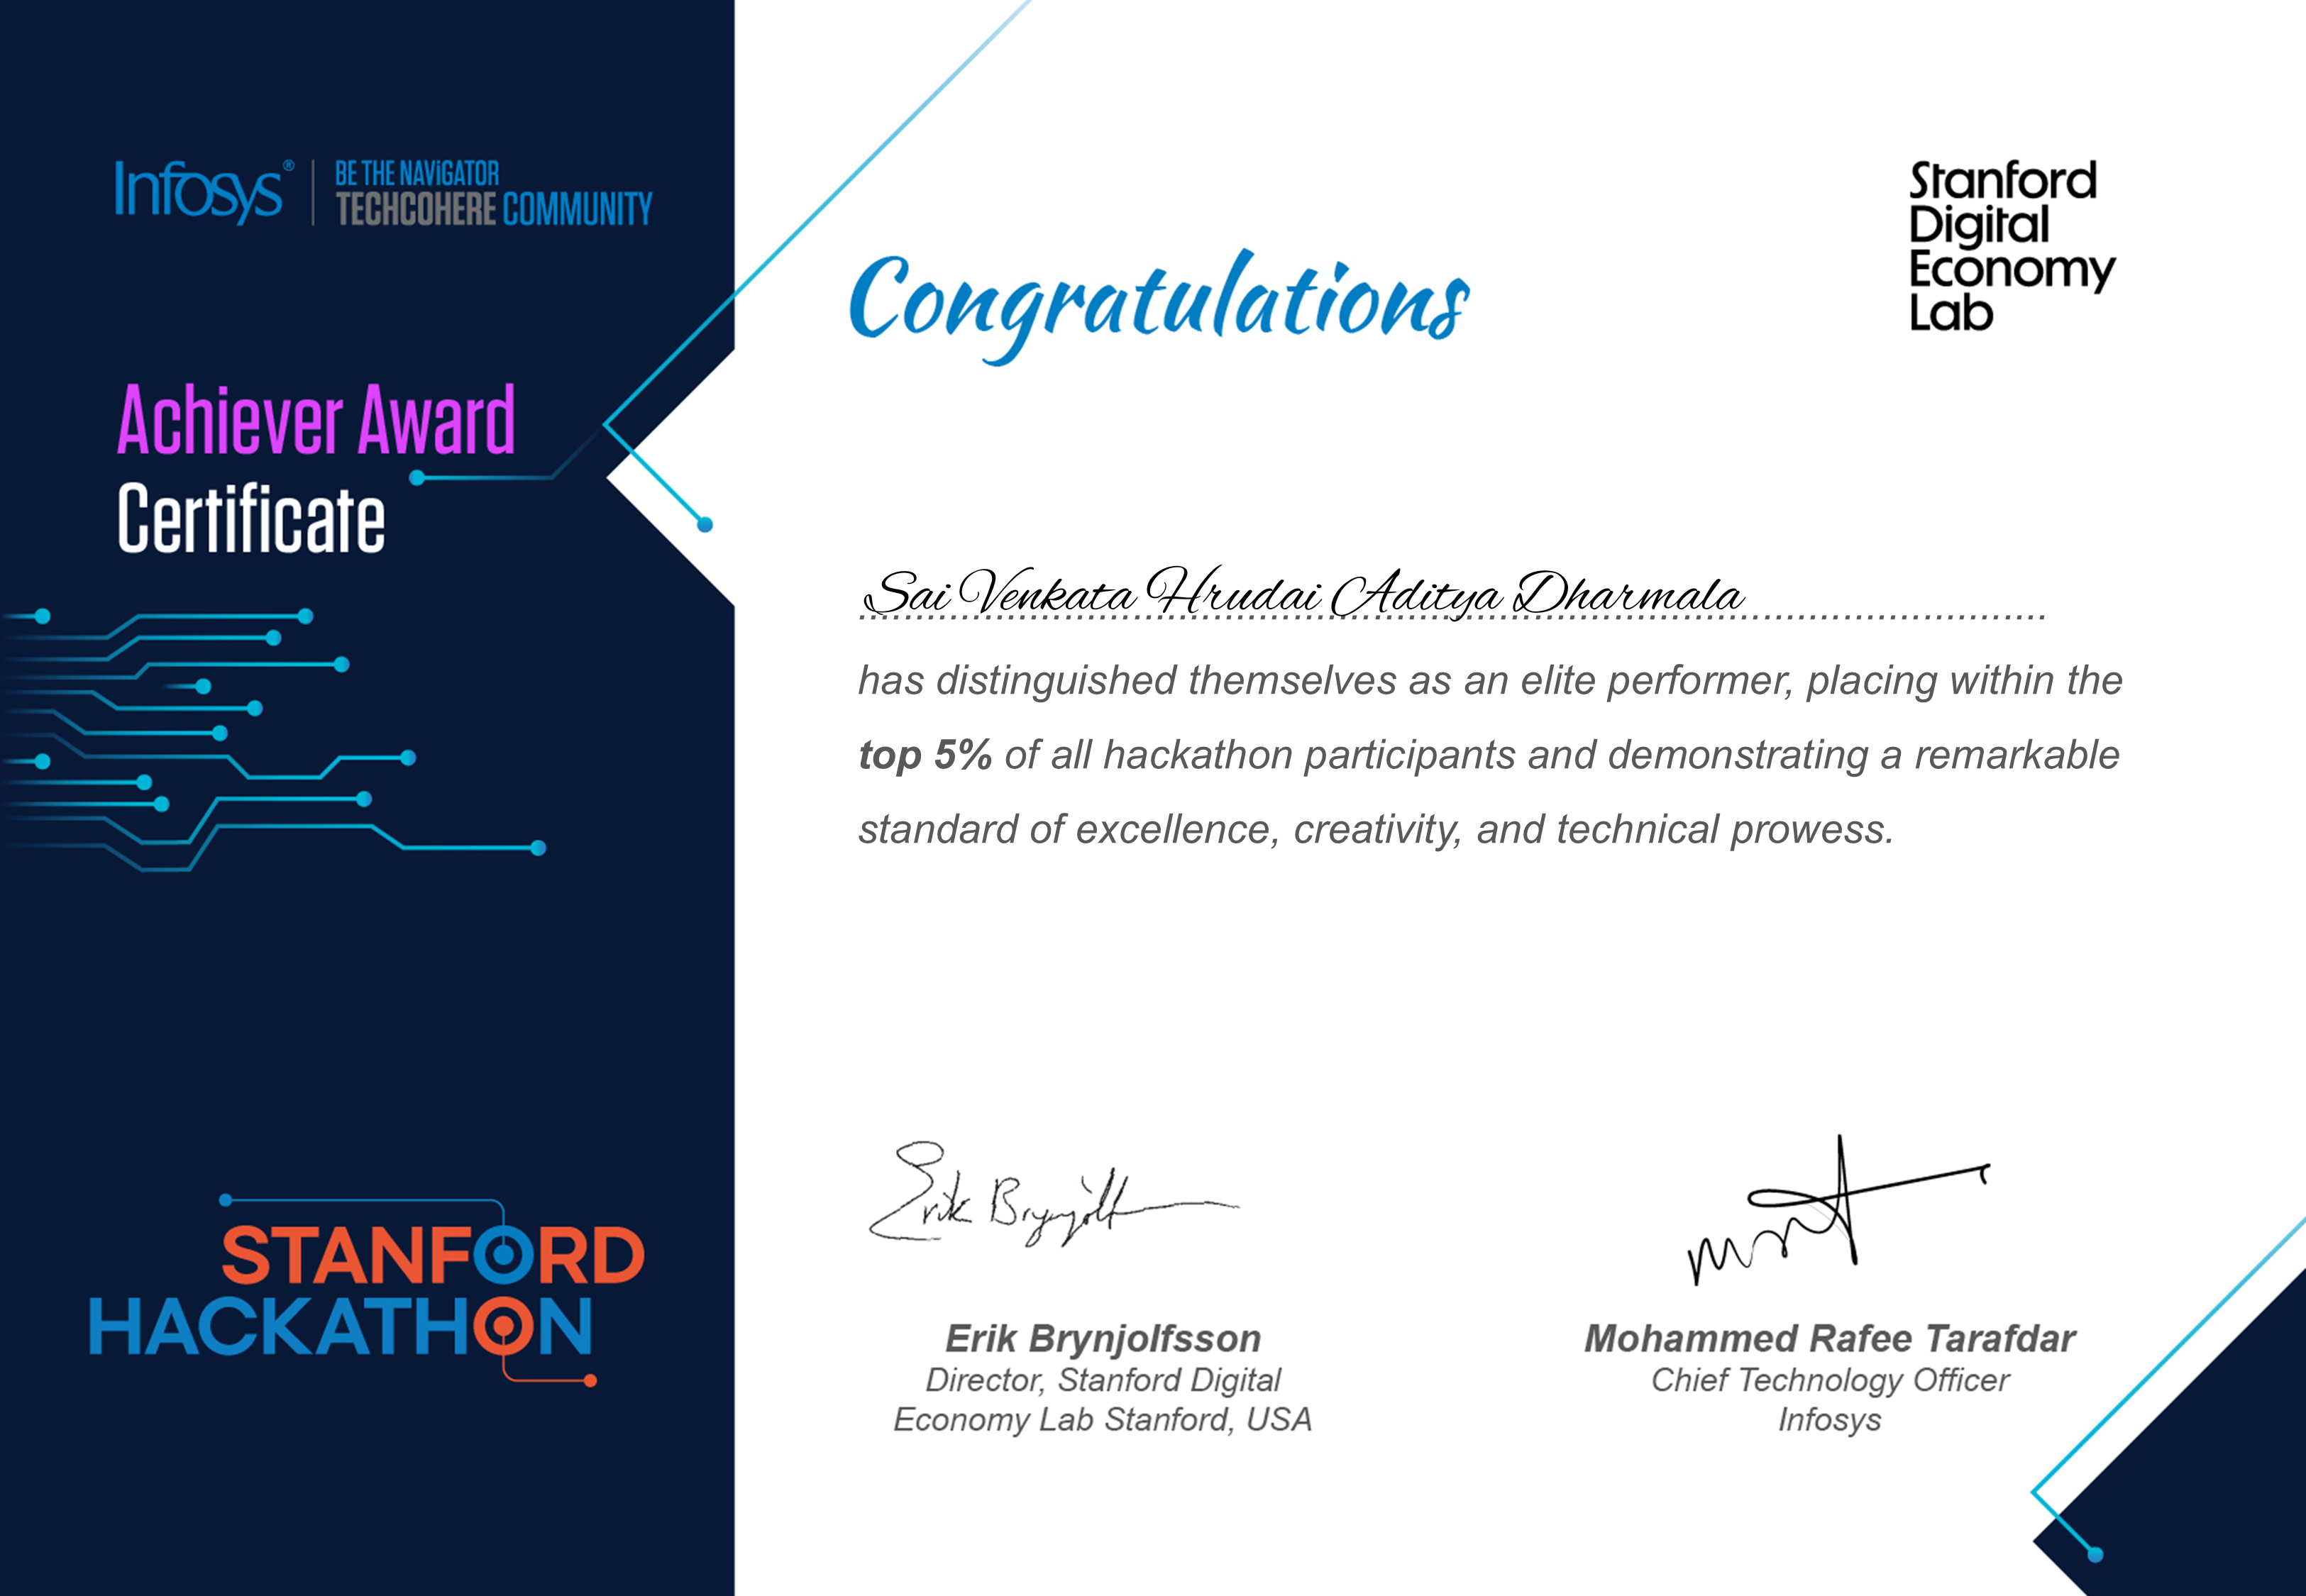 Infosys®
BE THE NAViGATOR
TECHCOHERE COMMUNITY
Achiever Award
Certificate
STANFORD
HACKATHON
Stanford
Digital
Economy
Lab
Congratulations
Sai Venkata Hrudai Aditya Dharmala
has distinguished themselves as an elite performer, placing within the
top 5% of all hackathon participants and demonstrating a remarkable
standard of excellence, creativity, and technical prowess.
Erik Brynjolfsson
Director, Stanford Digital
Economy Lab Stanford, USA
Mohammed Rafee Tarafdar
Chief Technology Officer
Infosys